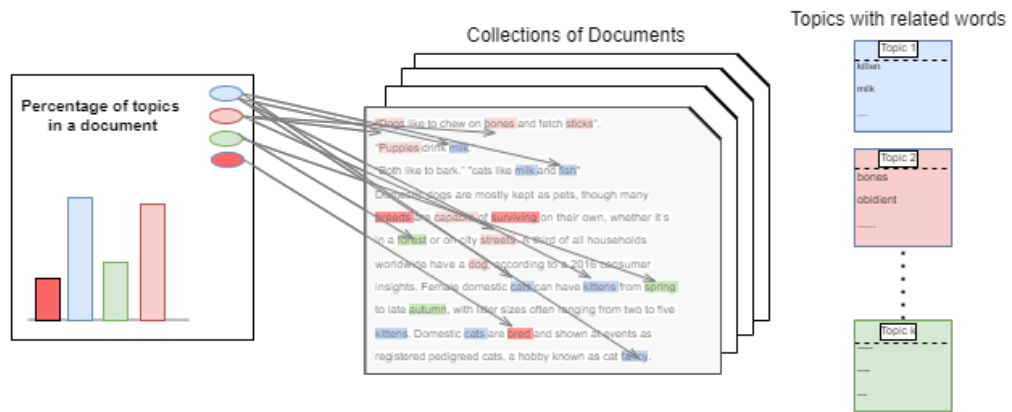 Topics with related words
Collections of Documents
Percentage of topics
in a document
"Dogs like to chew on bones and fetch sticks".
"Puppies drink milk."
"Both like to bark." "cats like milk and fish"
Domestic dogs are mostly kept as pets, though many
breeds are capable of surviving on their own, whether it's
in a forest or on city streets. A third of all households
worldwide have a dog, according to a 2016 consumer
insights. Female domestic cats can have kittens from spring
to late autumn, with litter sizes often ranging from two to five
kittens. Domestic cats are bred and shown at events as
registered pedigreed cats, a hobby known as cat fancy.
Topic 1
kitten
milk
Topic 2
bones
obidient
Topic k